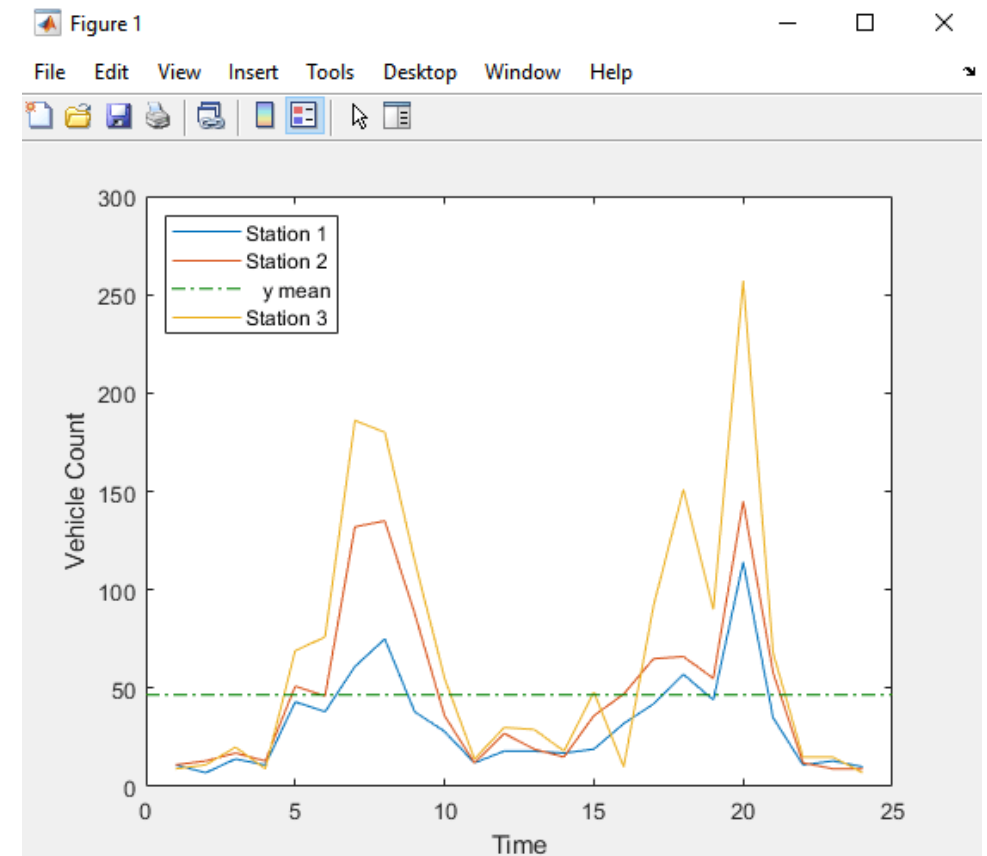 Figure 1
File Edit View Insert Tools Desktop Window Help
300
250
200
150
100
50
0
Vehicle Count
Station 1
Station 2
y mean
Station 3
0 5 10 15 20 25
Time